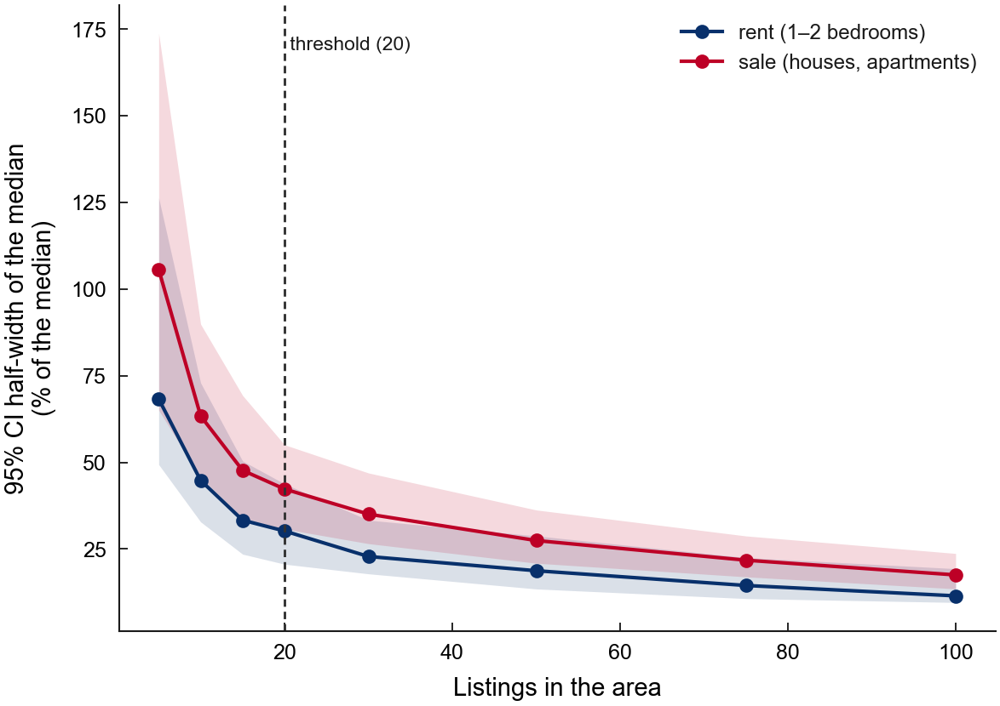 175
150
125
100
75
50
25
95% CI half-width of the median
(% of the median)
threshold (20)
rent (1–2 bedrooms)
sale (houses, apartments)
20
40
60
80
100
Listings in the area